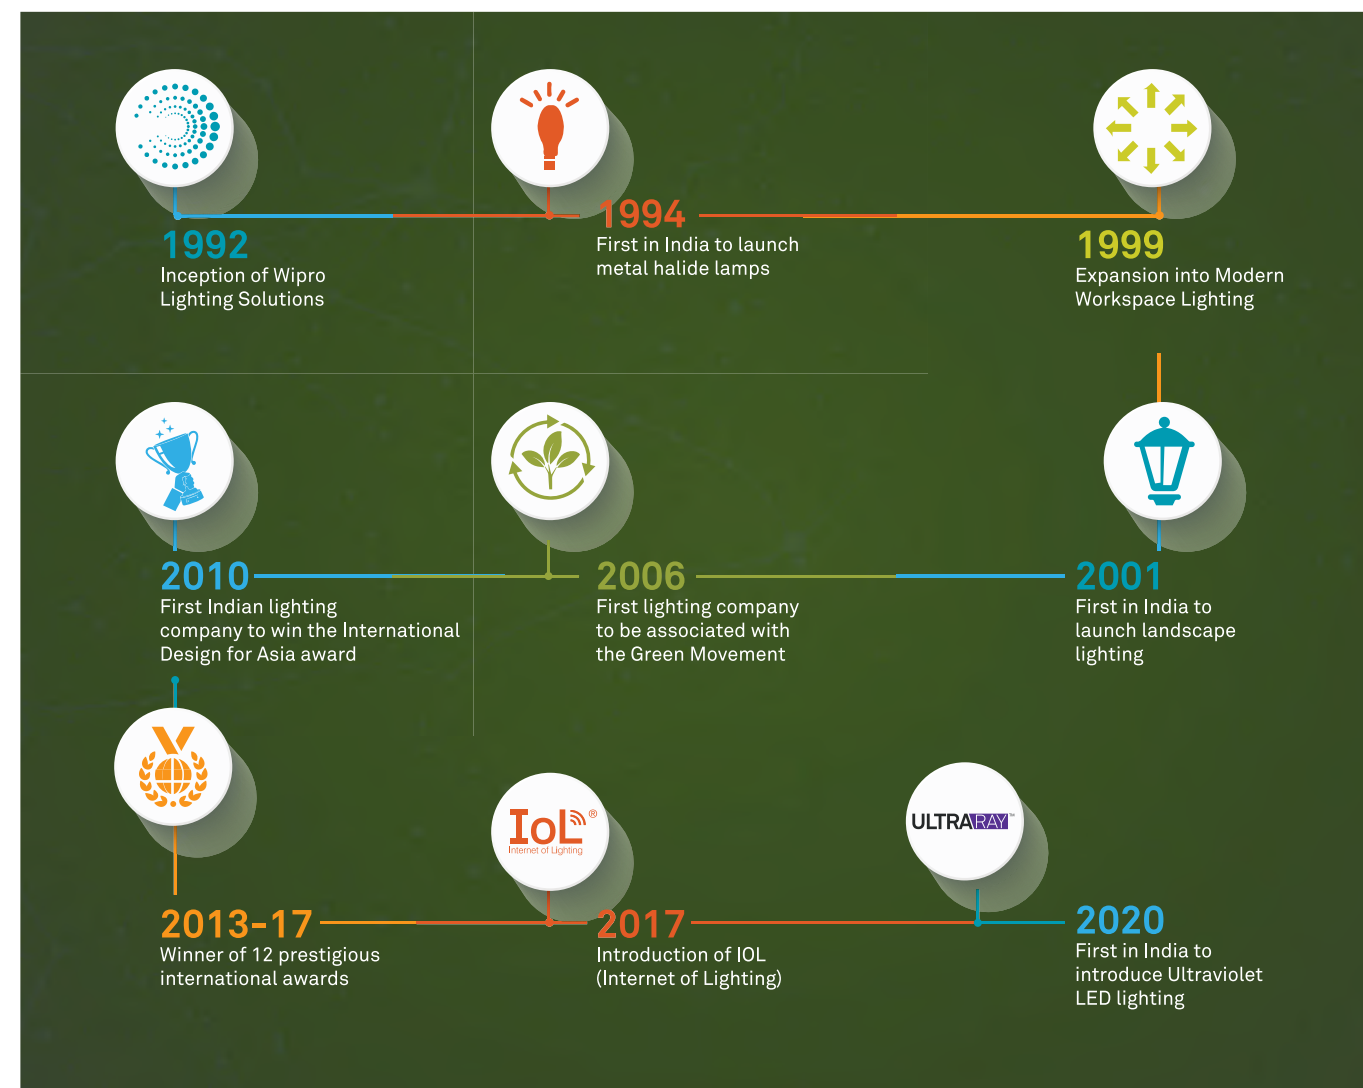 1992
Inception of Wipro
Lighting Solutions
1994
First in India to launch
metal halide lamps
1999
Expansion into Modern
Workspace Lighting
2001
First in India to
launch landscape
lighting
2006
First lighting company
to be associated with
the Green Movement
2010
First Indian lighting
company to win the International
Design for Asia award
2013-17
Winner of 12 prestigious
international awards
IoL®
Internet of Lighting
2017
Introduction of IOL
(Internet of Lighting)
ULTRARAY™
2020
First in India to
introduce Ultraviolet
LED lighting